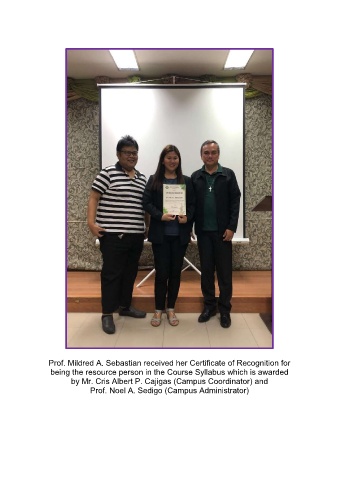 Prof. Mildred A. Sebastian received her Certificate of Recognition for
being the resource person in the Course Syllabus which is awarded
by Mr. Cris Albert P. Cajigas (Campus Coordinator) and
Prof. Noel A. Sedigo (Campus Administrator)